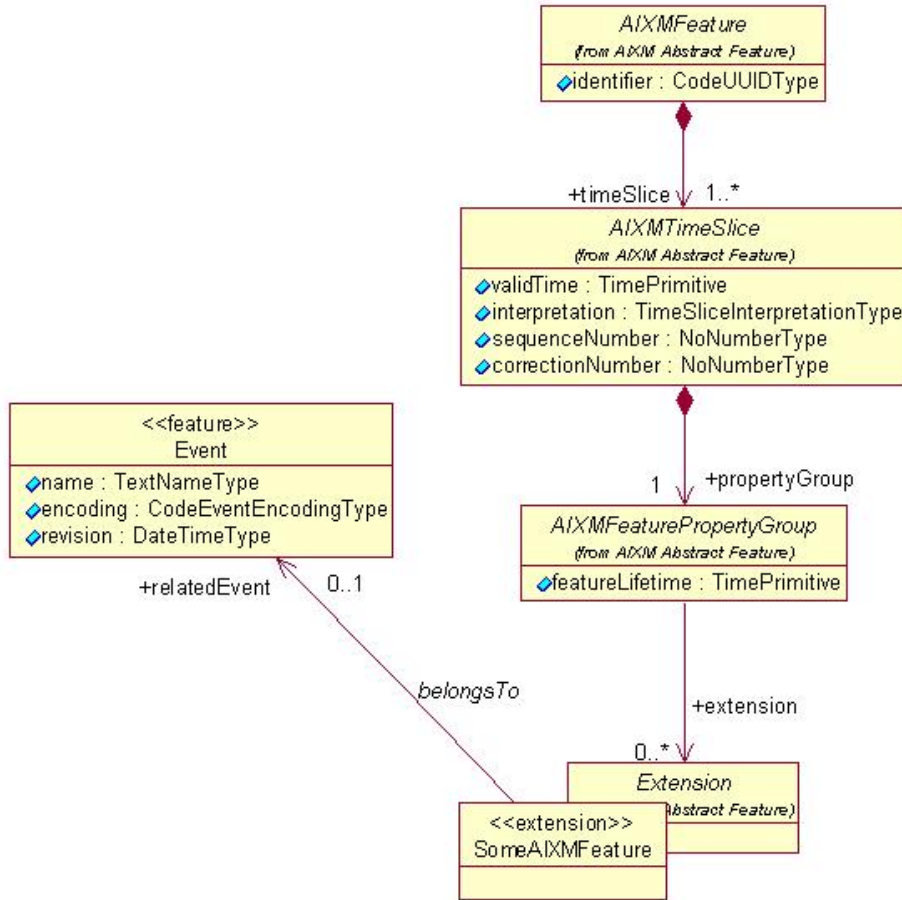 AIXMFeature
(from AIXM Abstract Feature)
identifier : CodeUUIDType
+timeSlice
1..*
AIXMTimeSlice
(from AIXM Abstract Feature)
validTime : TimePrimitive
interpretation : TimeSliceInterpretationType
sequenceNumber : NoNumberType
correctionNumber : NoNumberType
<<feature>>
Event
name : TextNameType
encoding : CodeEventEncodingType
revision : DateTimeType
1
+propertyGroup
AIXMFeaturePropertyGroup
(from AIXM Abstract Feature)
featureLifetime : TimePrimitive
+relatedEvent
0..1
belongsTo
+extension
0..*
Extension
Abstract Feature)
<<extension>>
SomeAIXMFeature